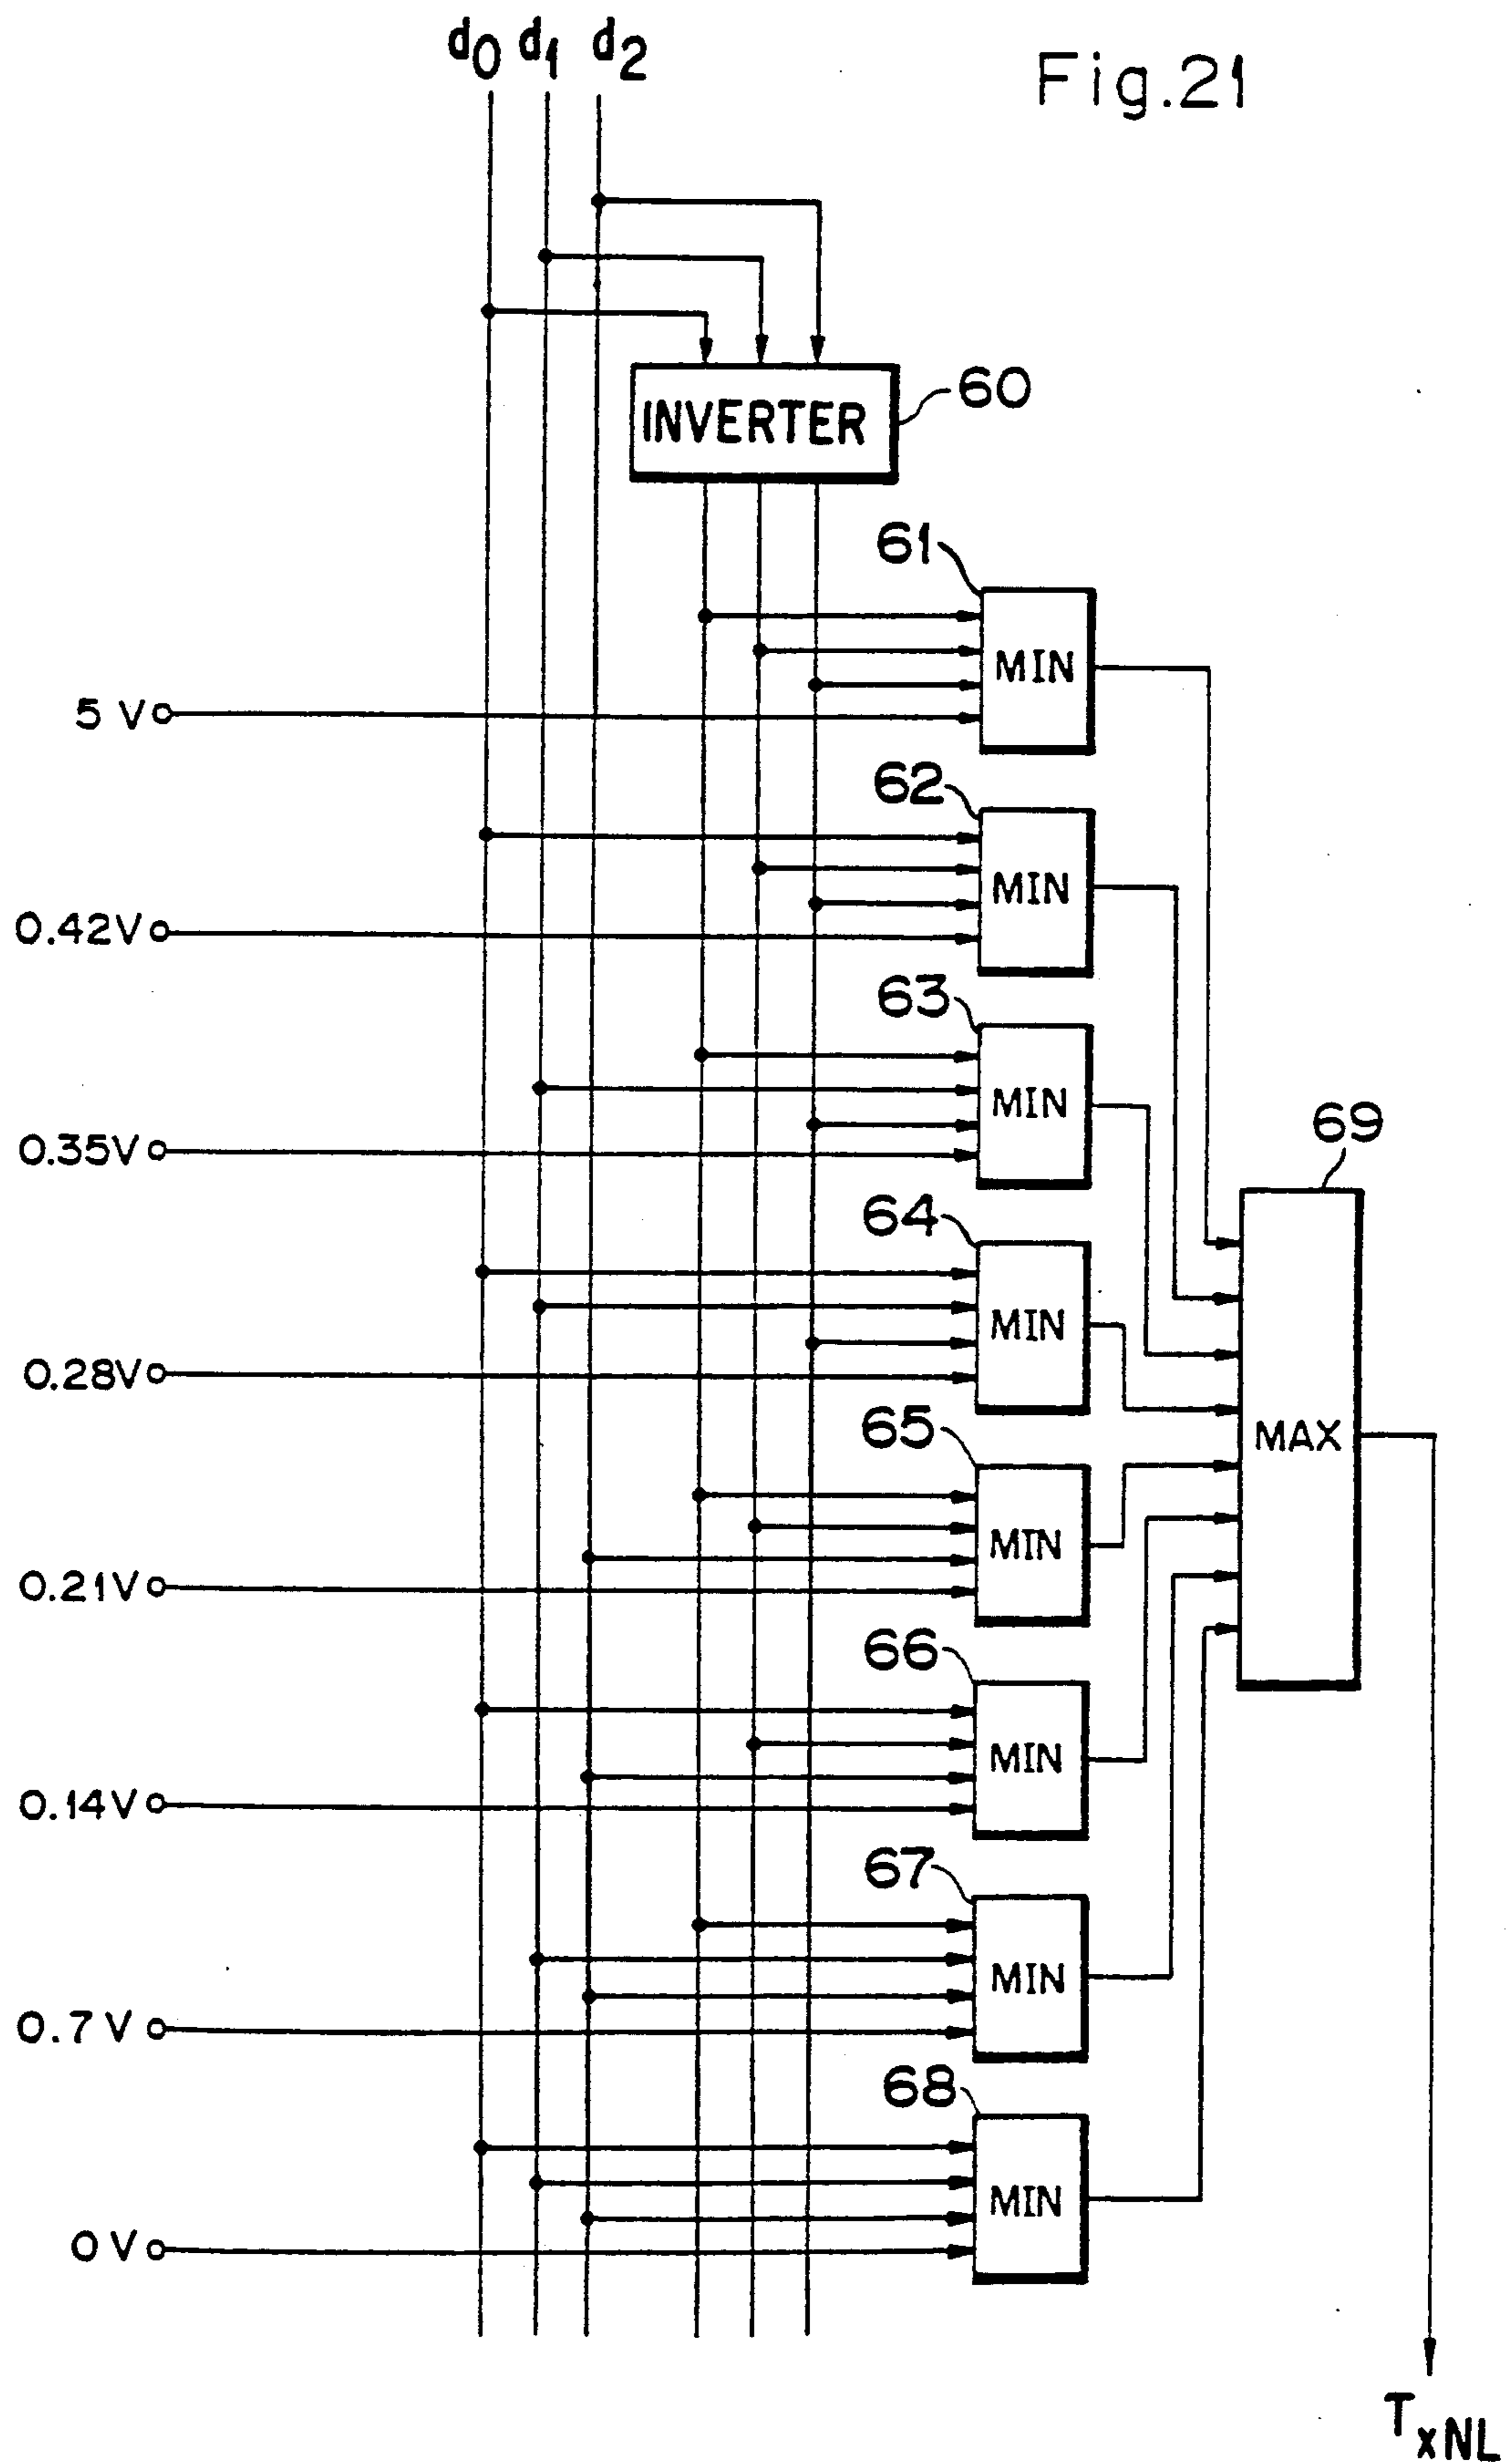 d0 d1 d2
Fig.21
INVERTER
60
61
MIN
5 V
62
MIN
0.42V
63
MIN
0.35V
69
64
MIN
0.28V
MAX
65
MIN
0.21V
66
MIN
0.14V
67
MIN
0.7 V
68
MIN
0 V
TxNL